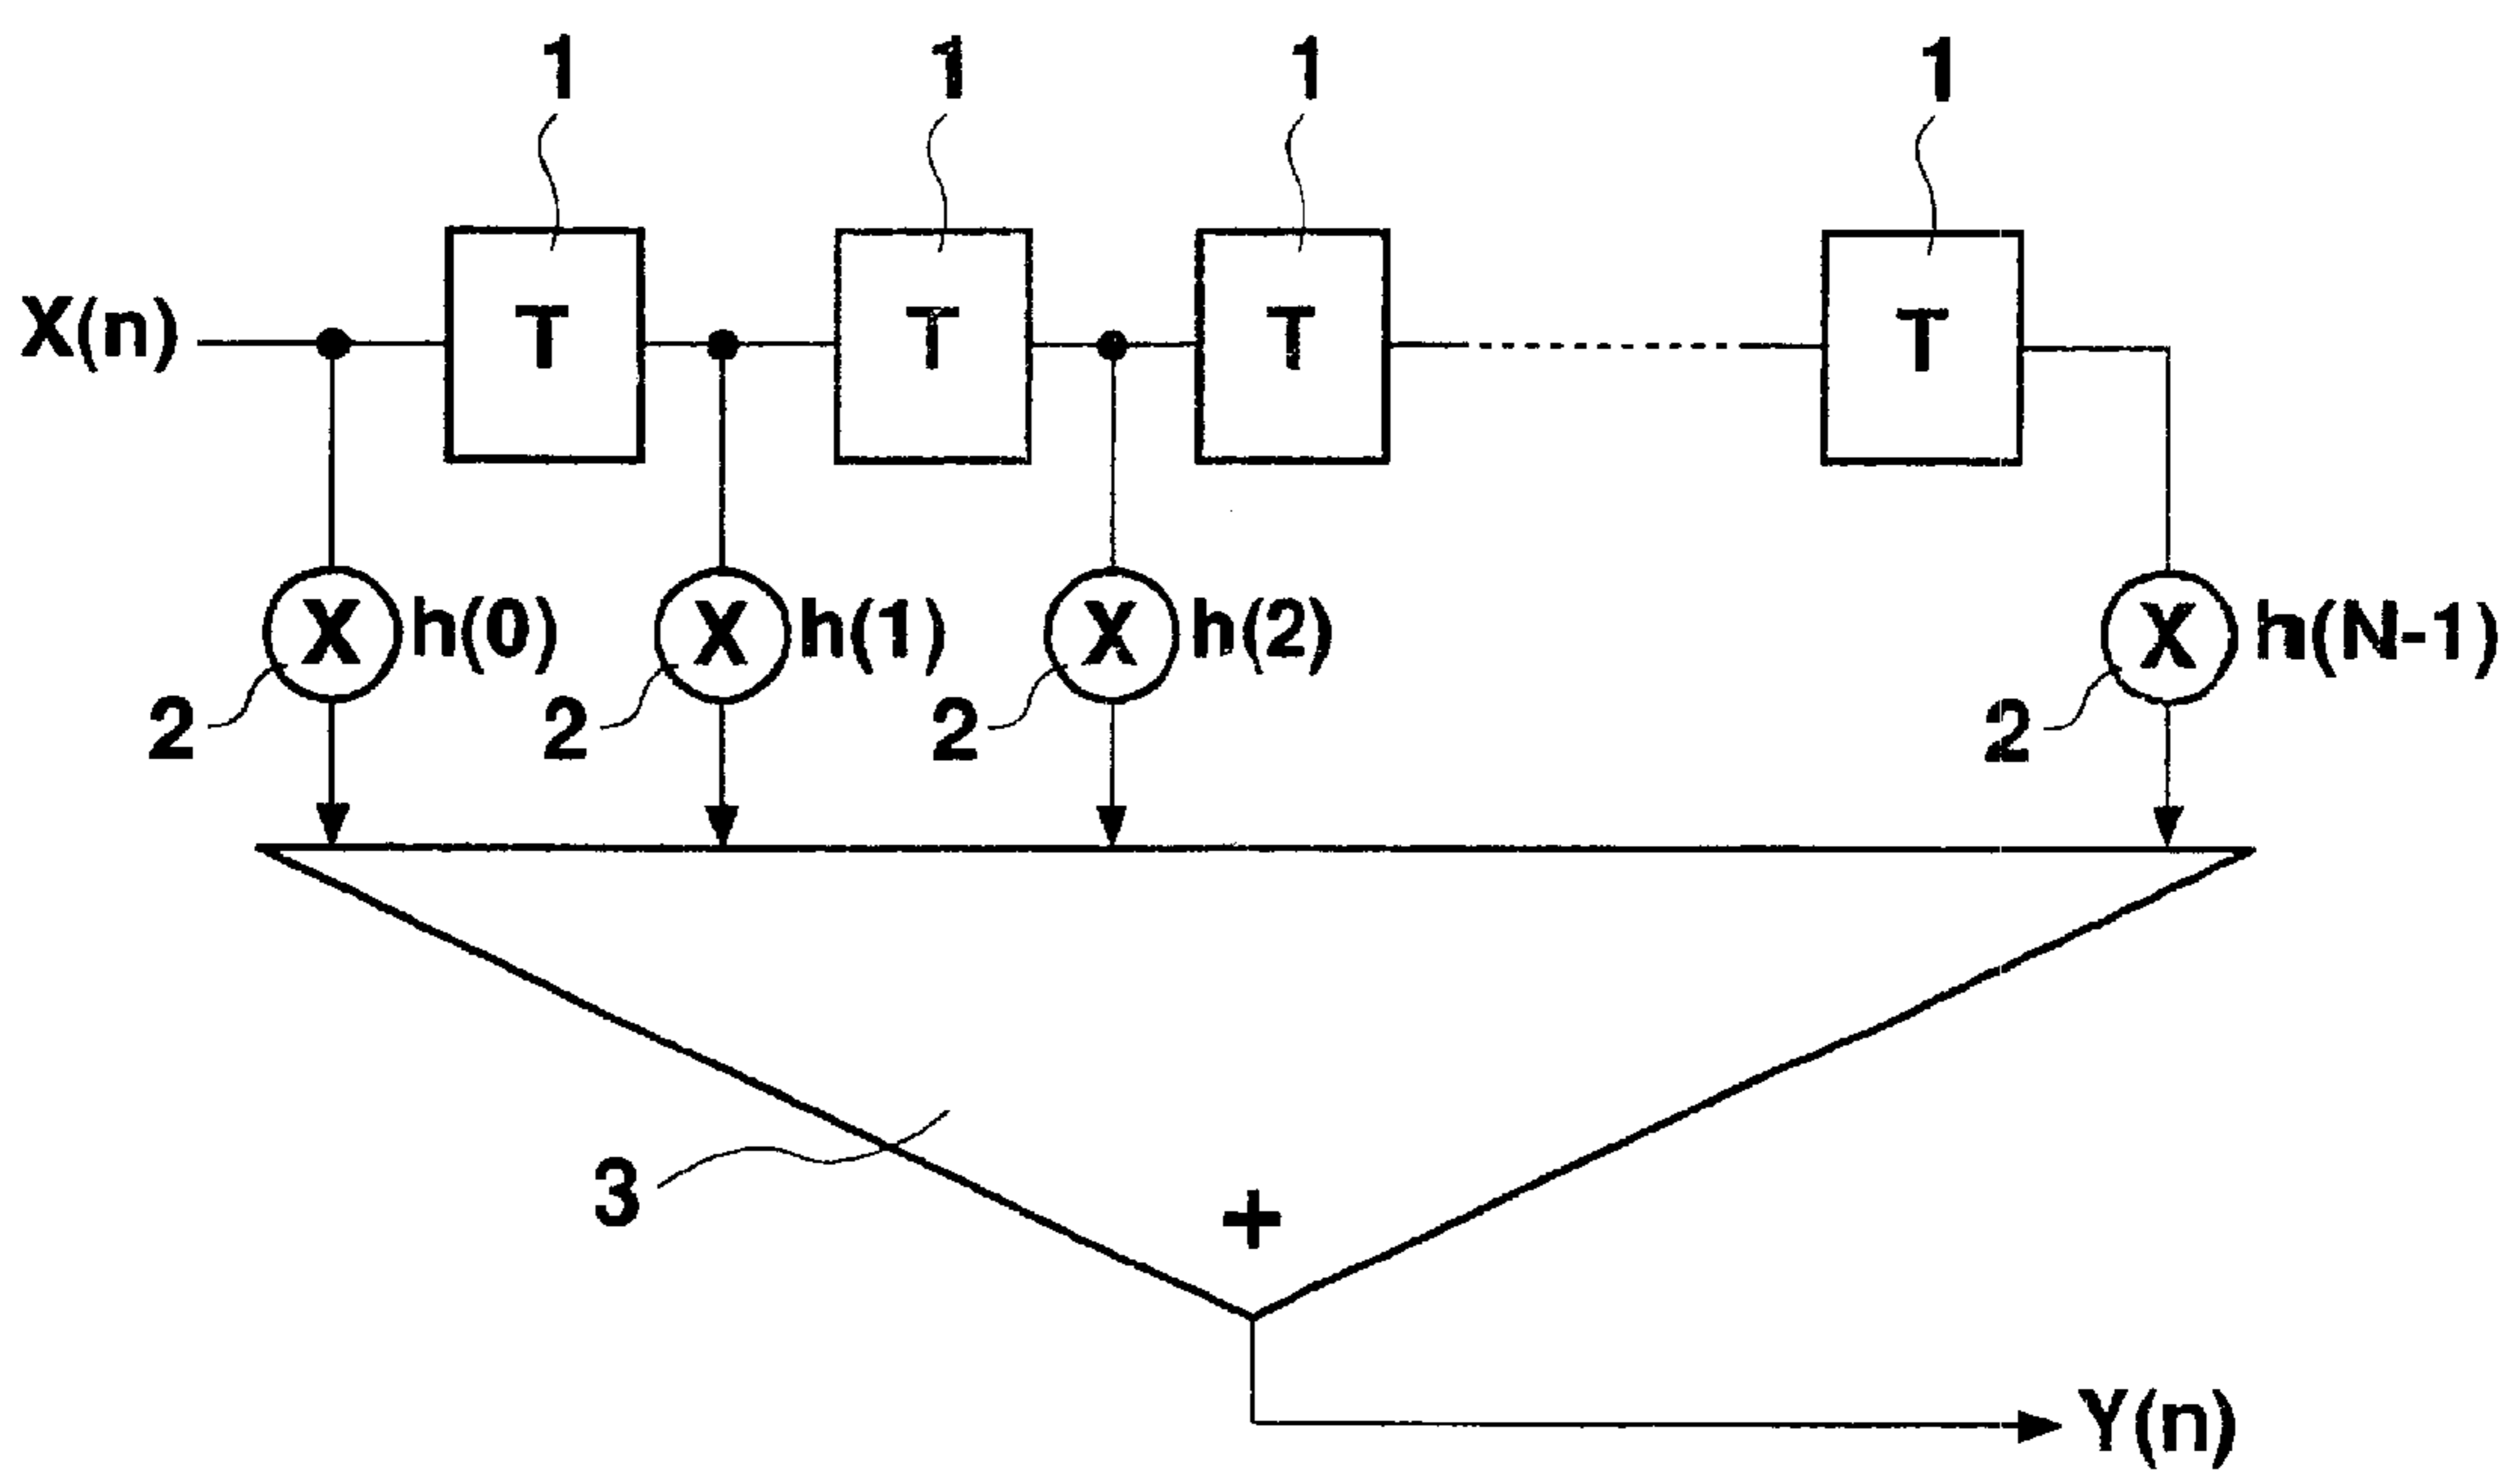 1 1 1 1
X(n) T T T T
X h(0) X h(1) X h(2) X h(N-1)
2 2 2 2
3
+
Y(n)